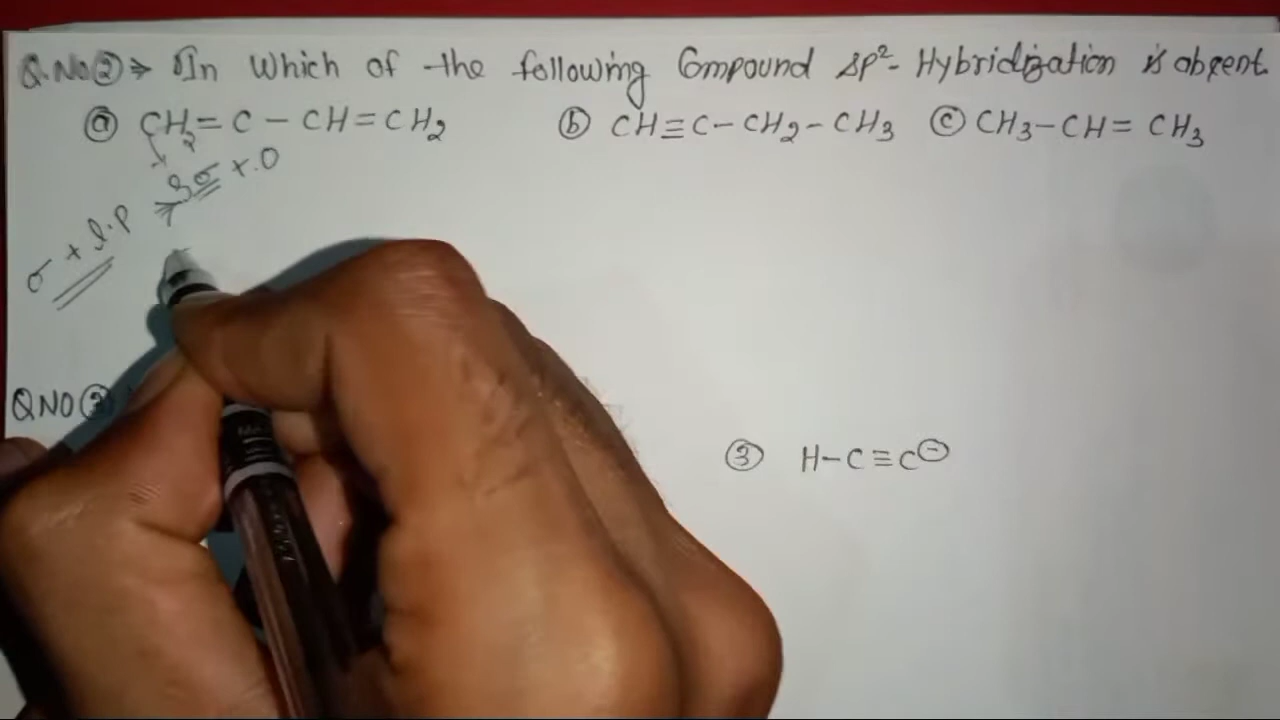 Q.NO② ⇒ In Which of the following Compound sp²- Hybridization is absent.
ⓐ CH₂=C-CH=CH₂ ⓑ CH≡C-CH₂-CH₃ ⓒ CH₃-CH=CH₃
σ + l.p ⇒ 3σ + 0
QNO③
③ H-C≡C⊖